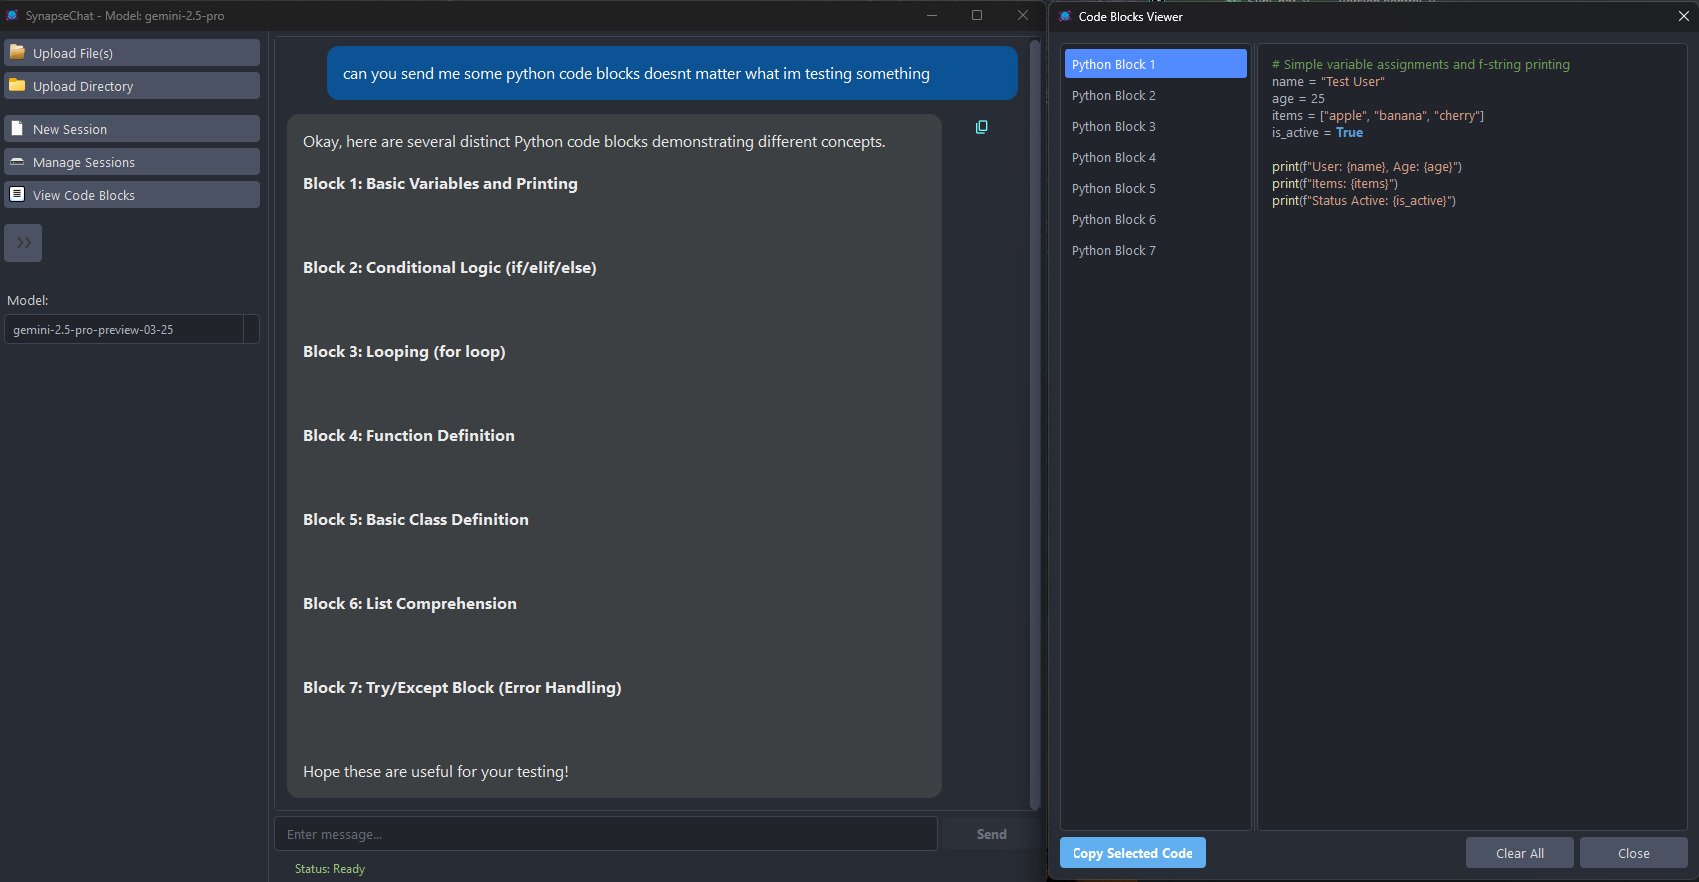 SynapseChat - Model: gemini-2.5-pro
Upload File(s)
Upload Directory
New Session
Manage Sessions
View Code Blocks
Model:
gemini-2.5-pro-preview-03-25
can you send me some python code blocks doesnt matter what im testing something
Okay, here are several distinct Python code blocks demonstrating different concepts.
Block 1: Basic Variables and Printing
Block 2: Conditional Logic (if/elif/else)
Block 3: Looping (for loop)
Block 4: Function Definition
Block 5: Basic Class Definition
Block 6: List Comprehension
Block 7: Try/Except Block (Error Handling)
Hope these are useful for your testing!
Enter message...
Send
Status: Ready
Code Blocks Viewer
Python Block 1
Python Block 2
Python Block 3
Python Block 4
Python Block 5
Python Block 6
Python Block 7
# Simple variable assignments and f-string printing
name = "Test User"
age = 25
items = ["apple", "banana", "cherry"]
is_active = True
print(f"User: {name}, Age: {age}")
print(f"Items: {items}")
print(f"Status Active: {is_active}")
Copy Selected Code
Clear All
Close